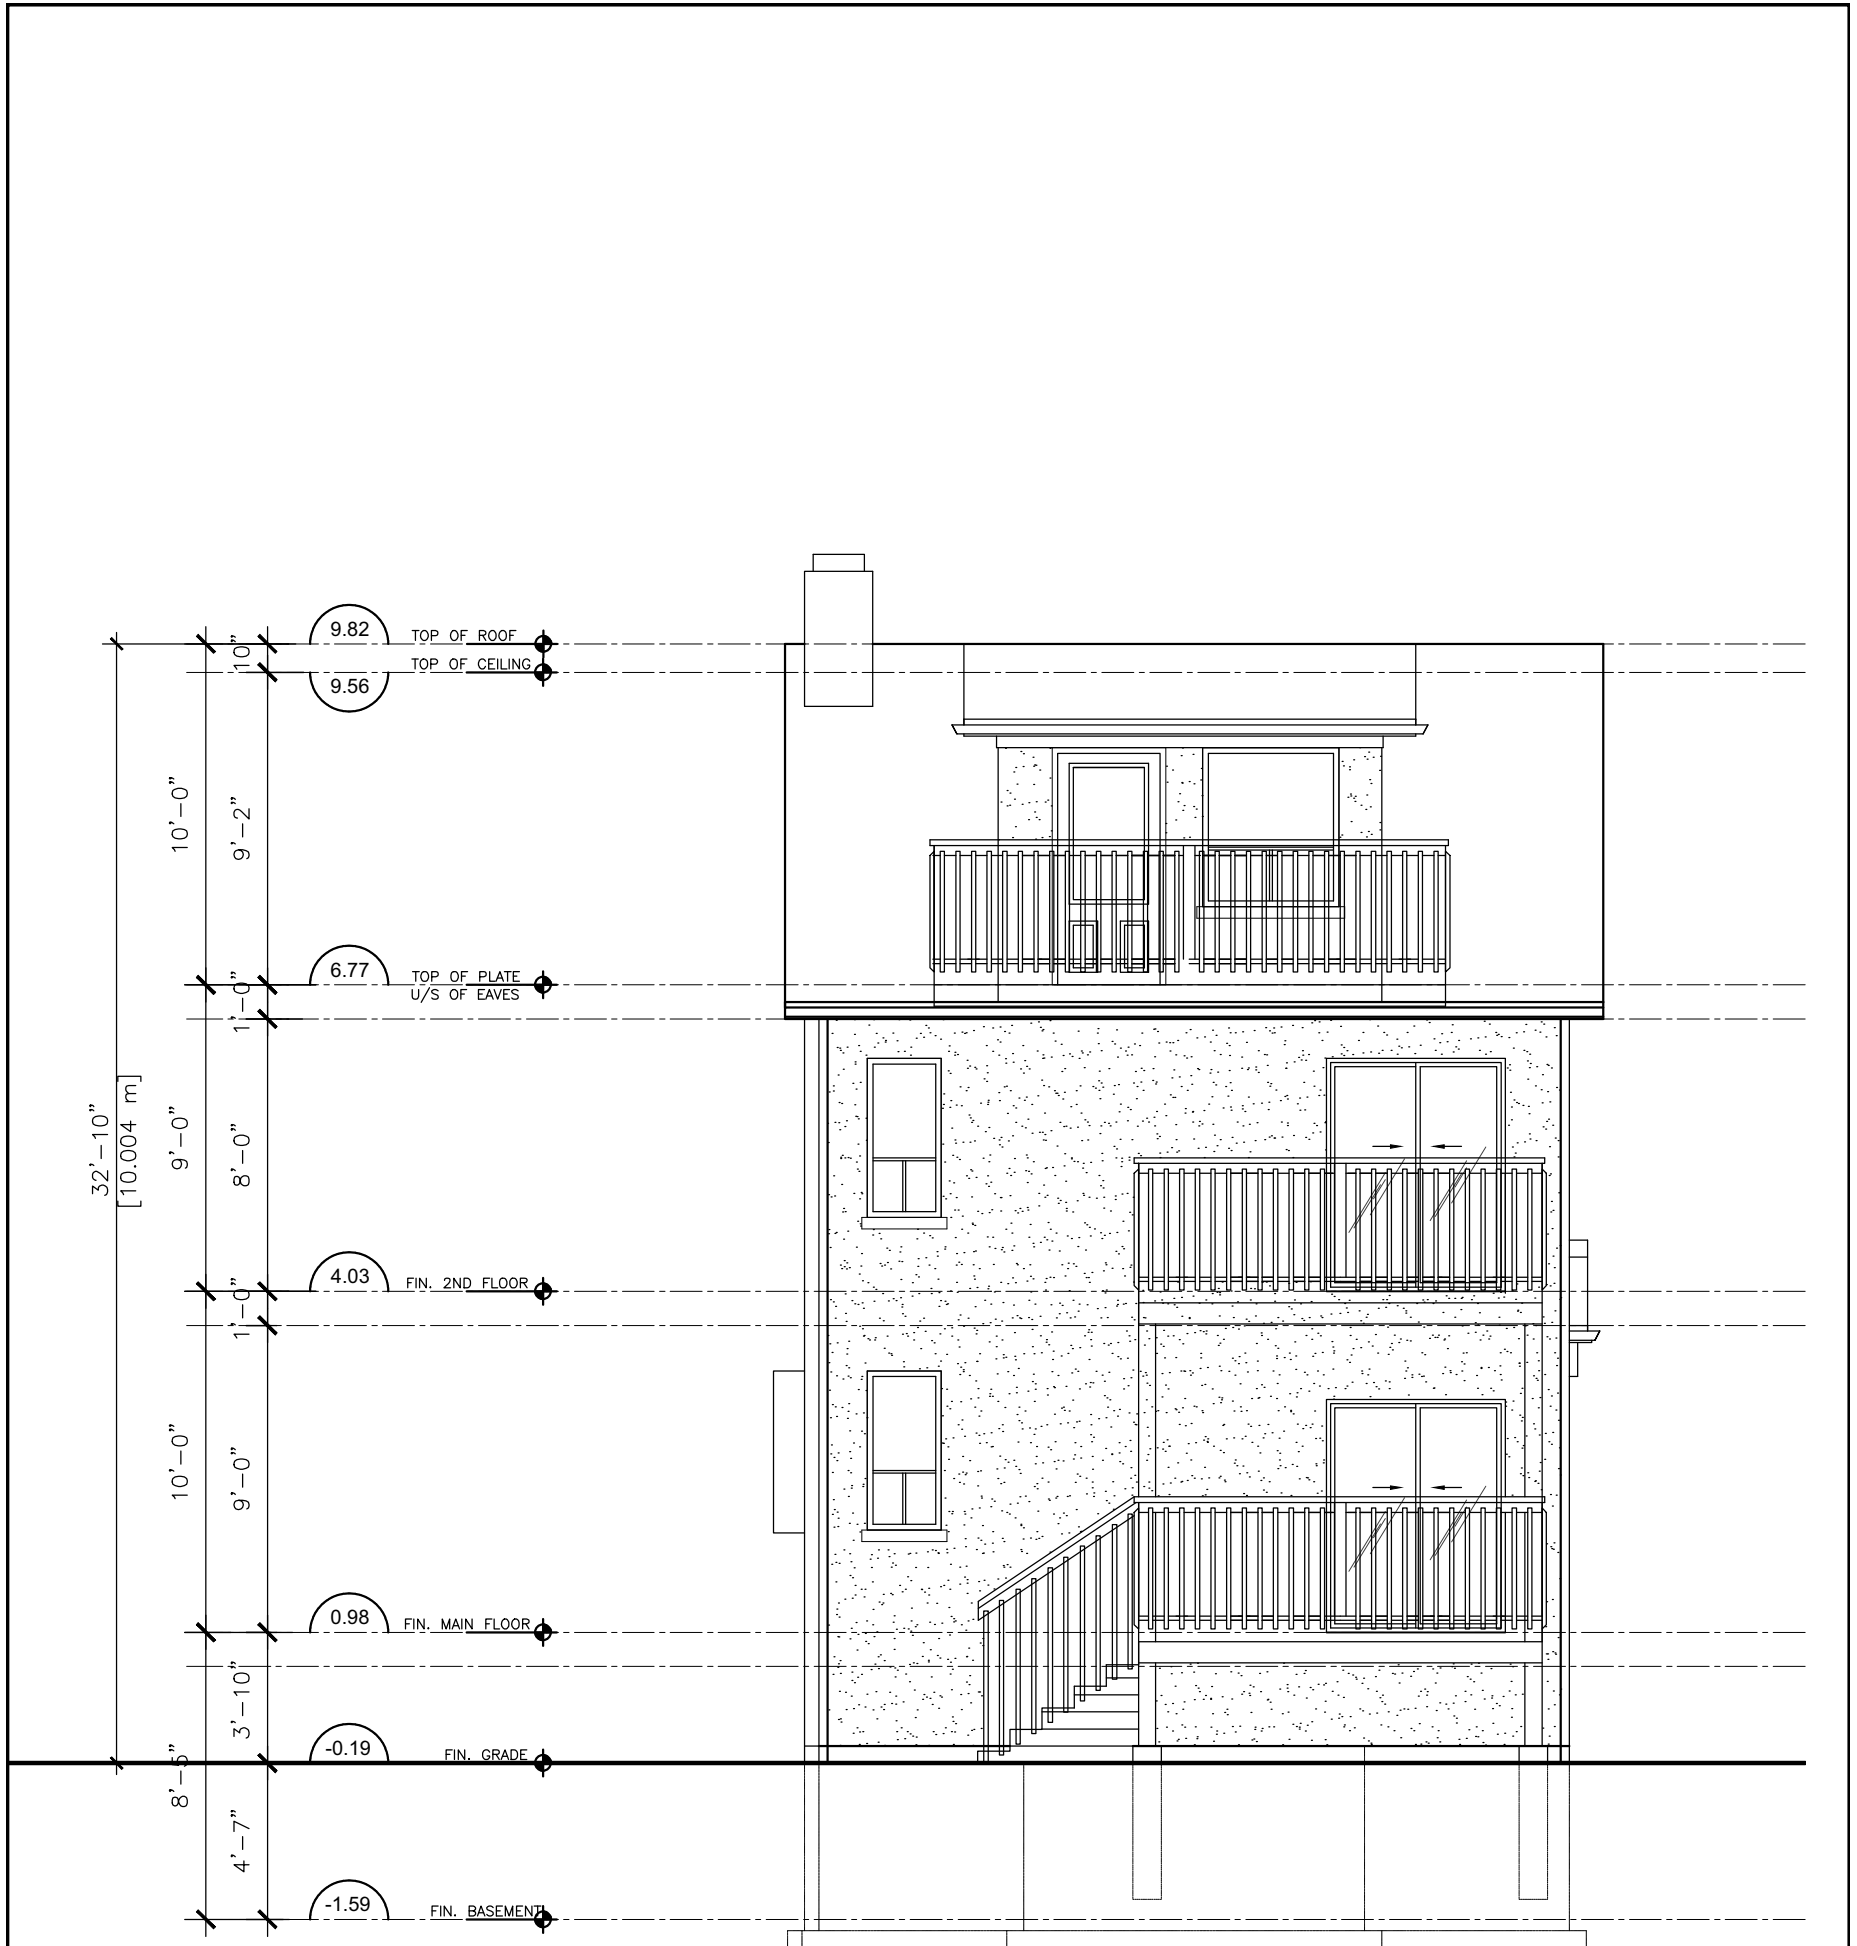 9.82 TOP OF ROOF
10"
TOP OF CEILING
9.56
10'-0"
9'-2"
6.77 TOP OF PLATE
U/S OF EAVES
1'-0"
32'-10"
[10.004 m]
9'-0"
8'-0"
4.03 FIN. 2ND FLOOR
1'-0"
10'-0"
9'-0"
0.98 FIN. MAIN FLOOR
3'-10"
-0.19 FIN. GRADE
8'-5"
4'-7"
-1.59 FIN. BASEMENT